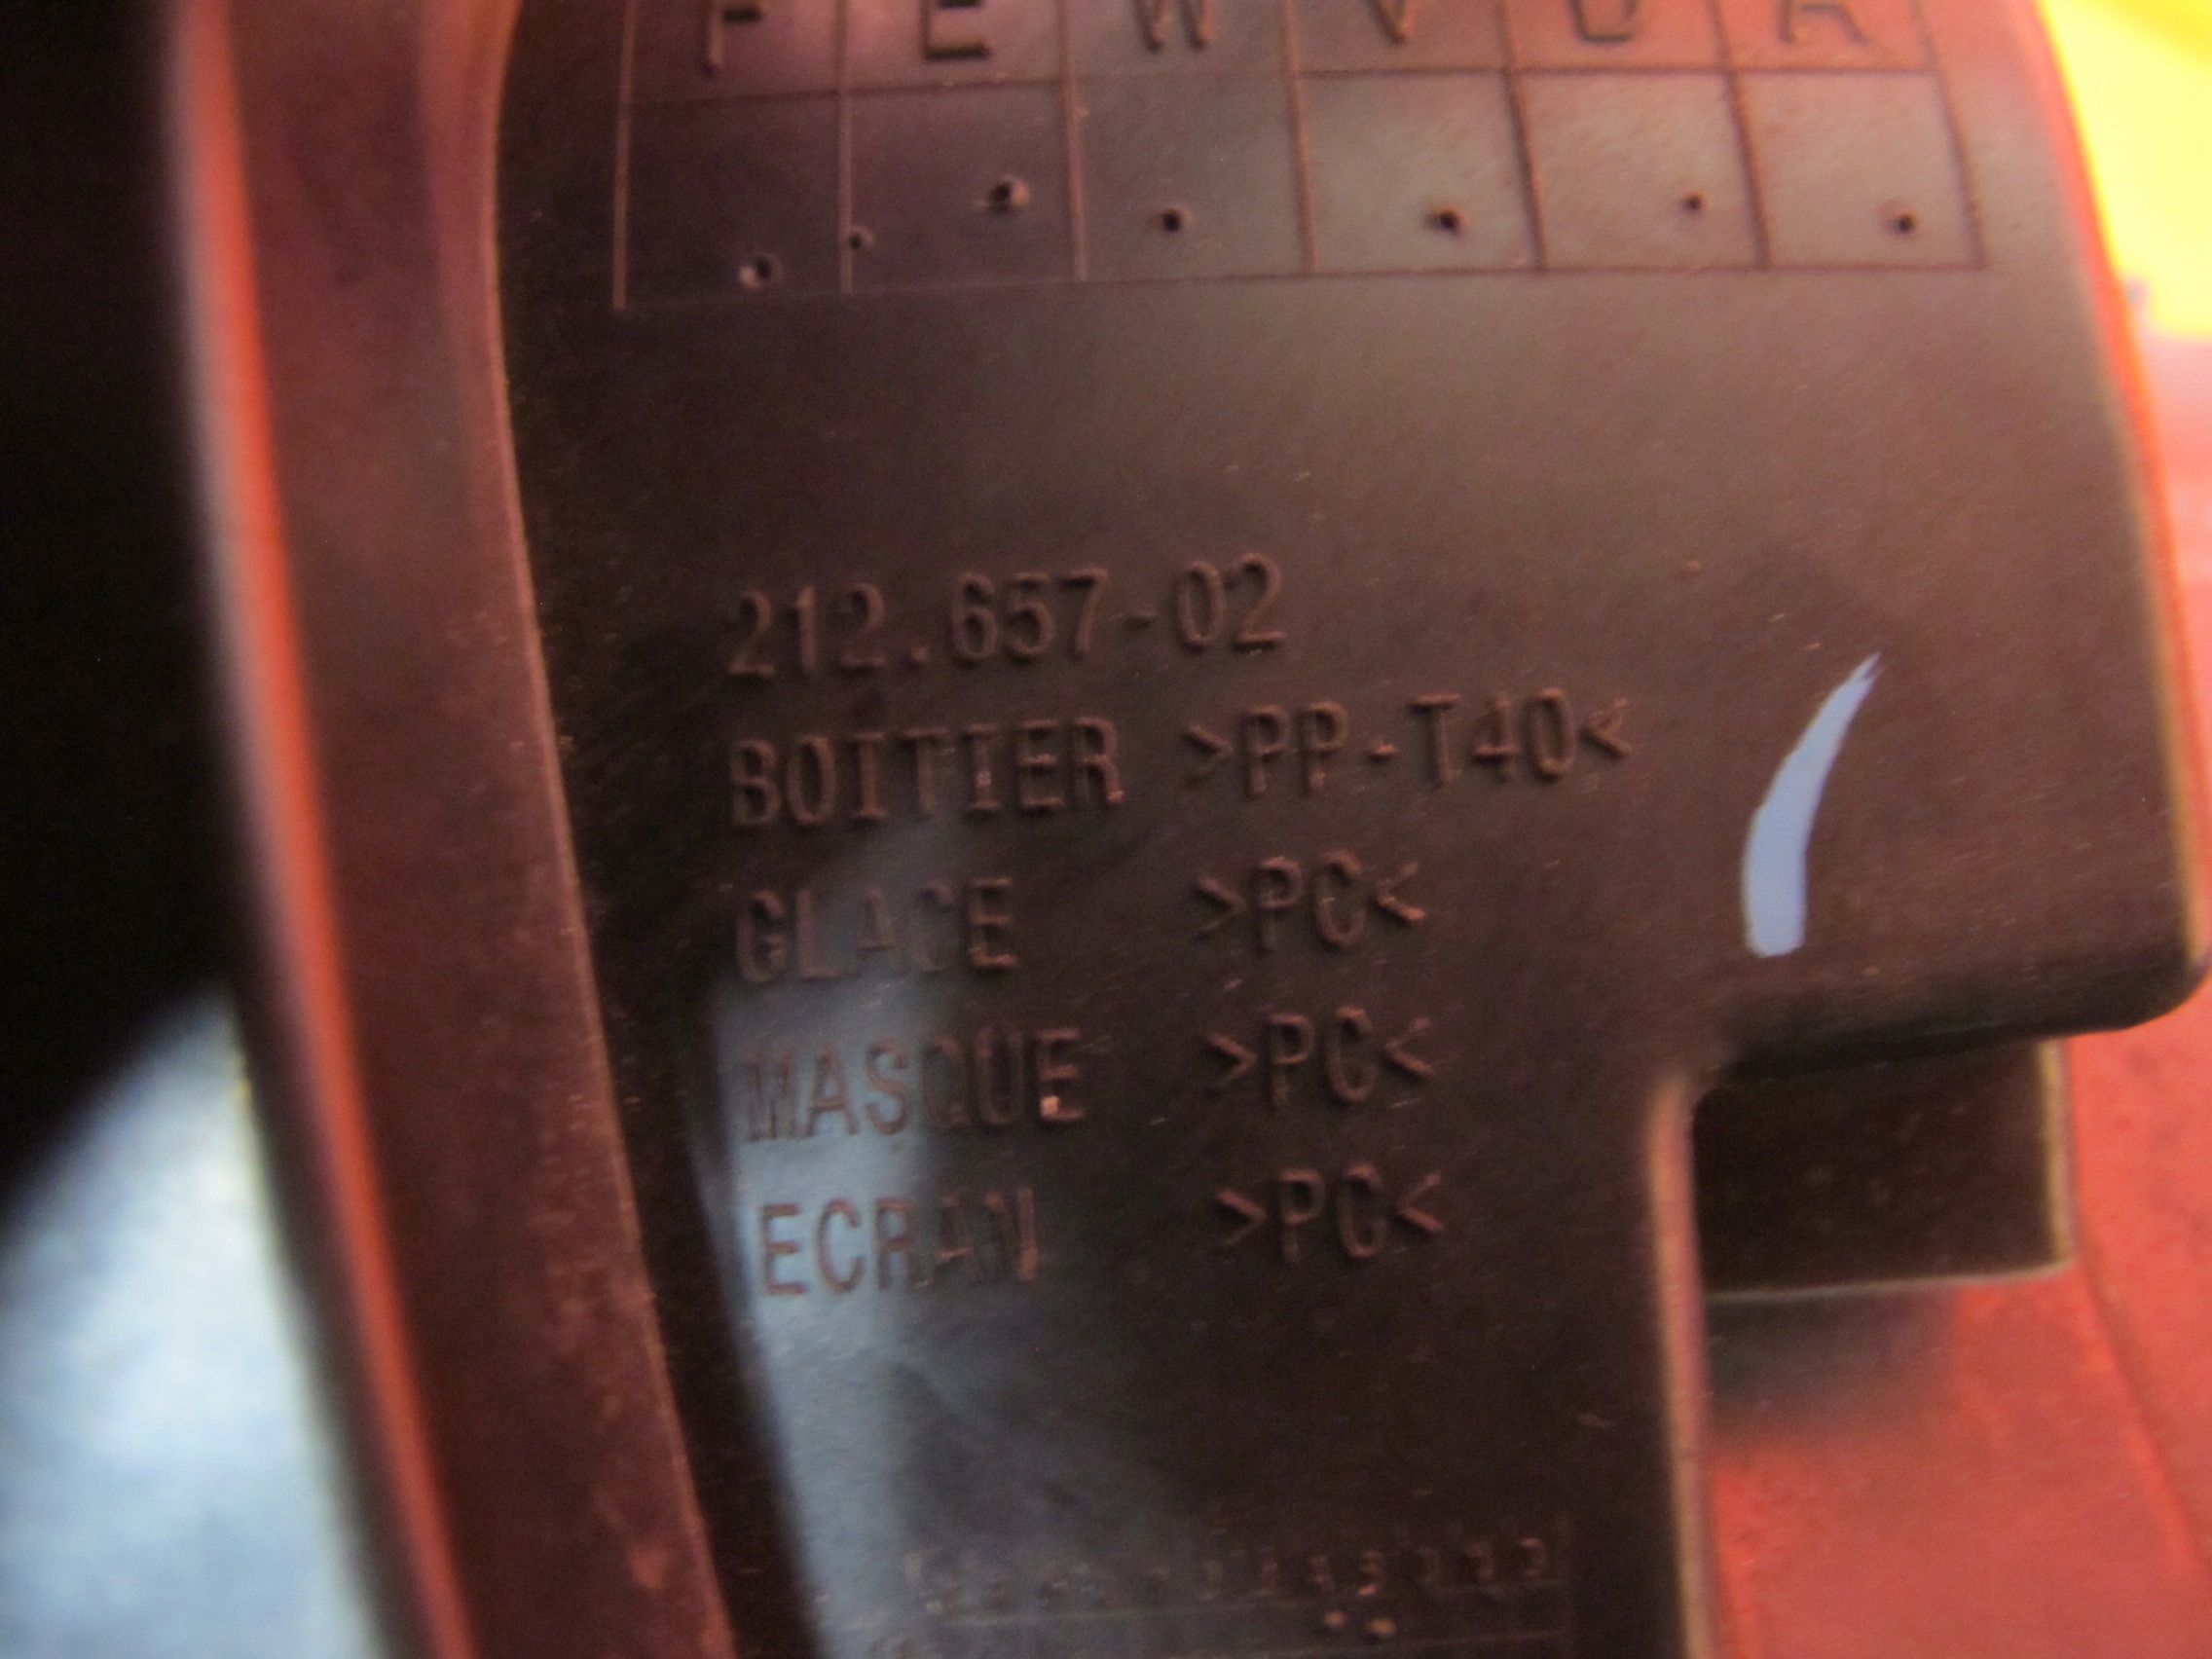 F E W V O R
212.657-02
BOITIER >PP-T40<
GLACE >PC<
MASQUE >PC<
ECRAN >PC<